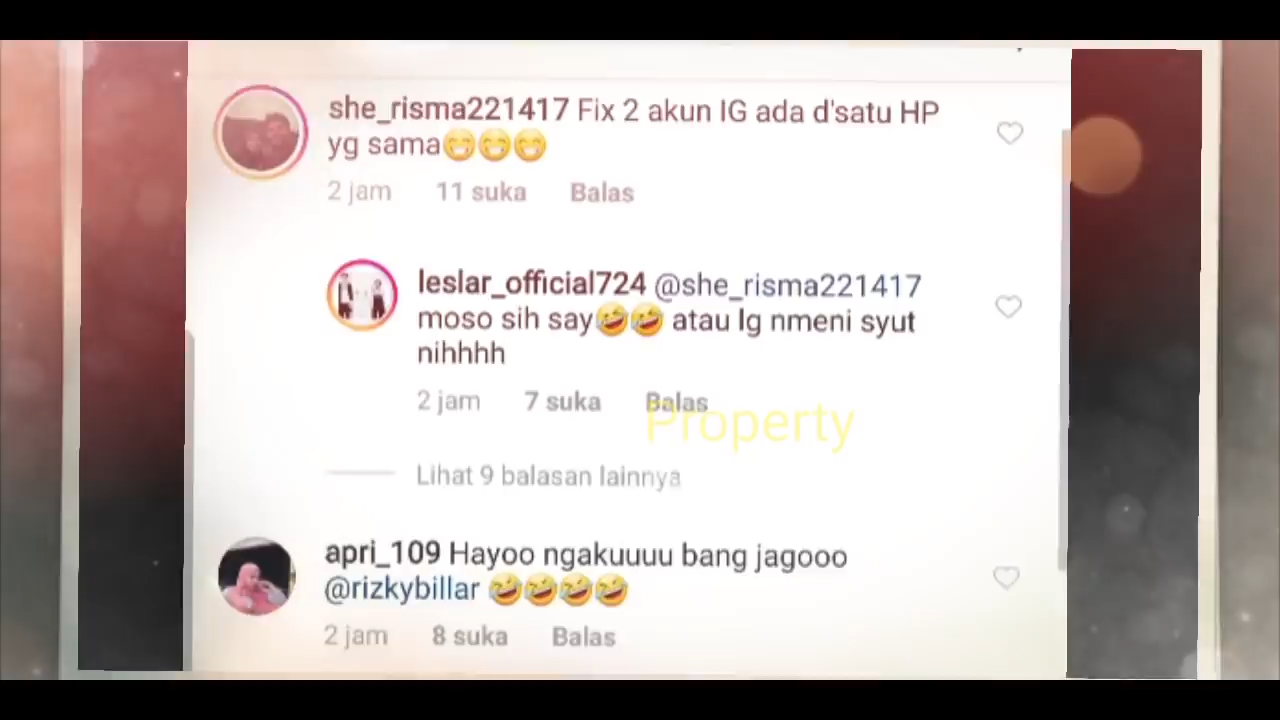 she_risma221417 Fix 2 akun IG ada d'satu HP
yg sama😁😁😁
2 jam 11 suka Balas
leslar_official724 @she_risma221417
moso sih say🤣🤣 atau Ig nmeni syut
nihhhh
2 jam 7 suka Balas
Property
Lihat 9 balasan lainnya
apri_109 Hayoo ngakuuuu bang jagooo
@rizkybillar 🤣🤣🤣🤣
2 jam 8 suka Balas